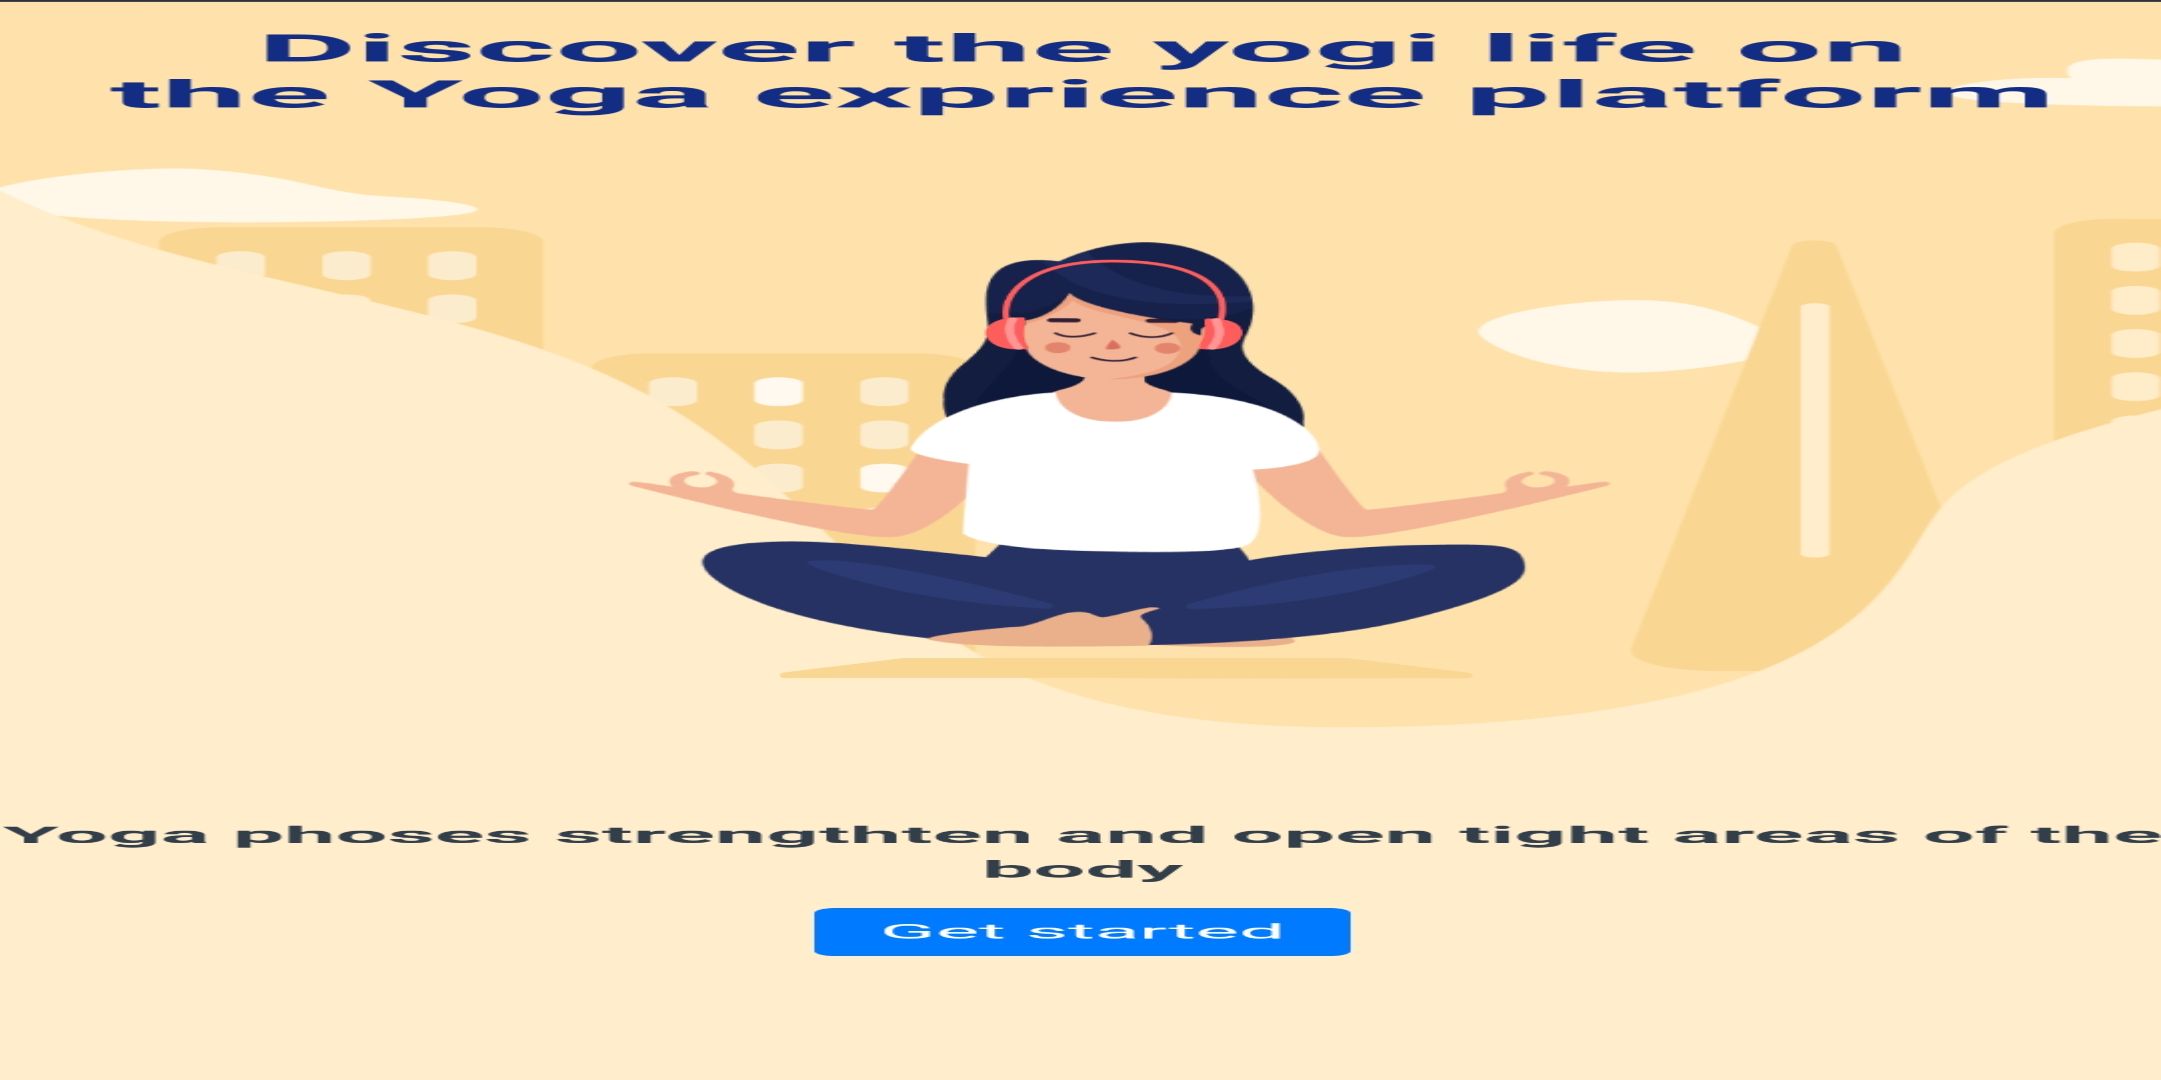 Discover the yogi life on
the Yoga exprience platform
Yoga phoses strengthten and open tight areas of the
body
Get started